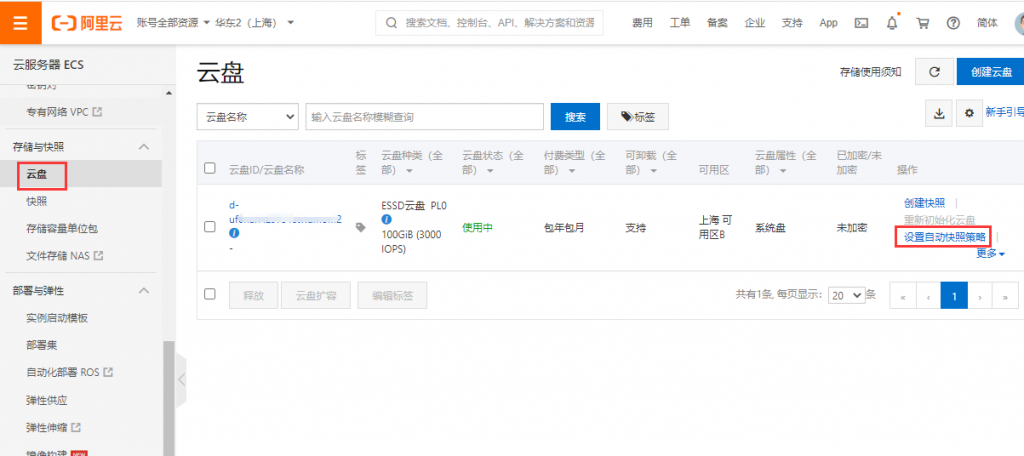 阿里云
账号全部资源
华东2（上海）
搜索文档、控制台、API、解决方案和资源
费用 工单 备案 企业 支持 App 简体
云服务器 ECS
专有网络 VPC
存储与快照
云盘
快照
存储容量单位包
文件存储 NAS
部署与弹性
实例启动模板
部署集
自动化部署 ROS
弹性供应
弹性伸缩
镜像构建 NEW
云盘
存储使用须知
创建云盘
云盘名称
输入云盘名称模糊查询
搜索
标签
新手引导
云盘ID/云盘名称
标签
云盘种类（全部）
云盘状态（全部）
付费类型（全部）
可卸载（全部）
可用区
云盘属性（全部）
已加密/未加密
操作
d-
-
ESSD云盘 PL0
100GiB (3000
IOPS)
使用中
包年包月
支持
上海 可
用区B
系统盘
未加密
创建快照
重新初始化云盘
设置自动快照策略
更多
释放
云盘扩容
编辑标签
共有1条, 每页显示: 20 条
« ‹ 1 › »